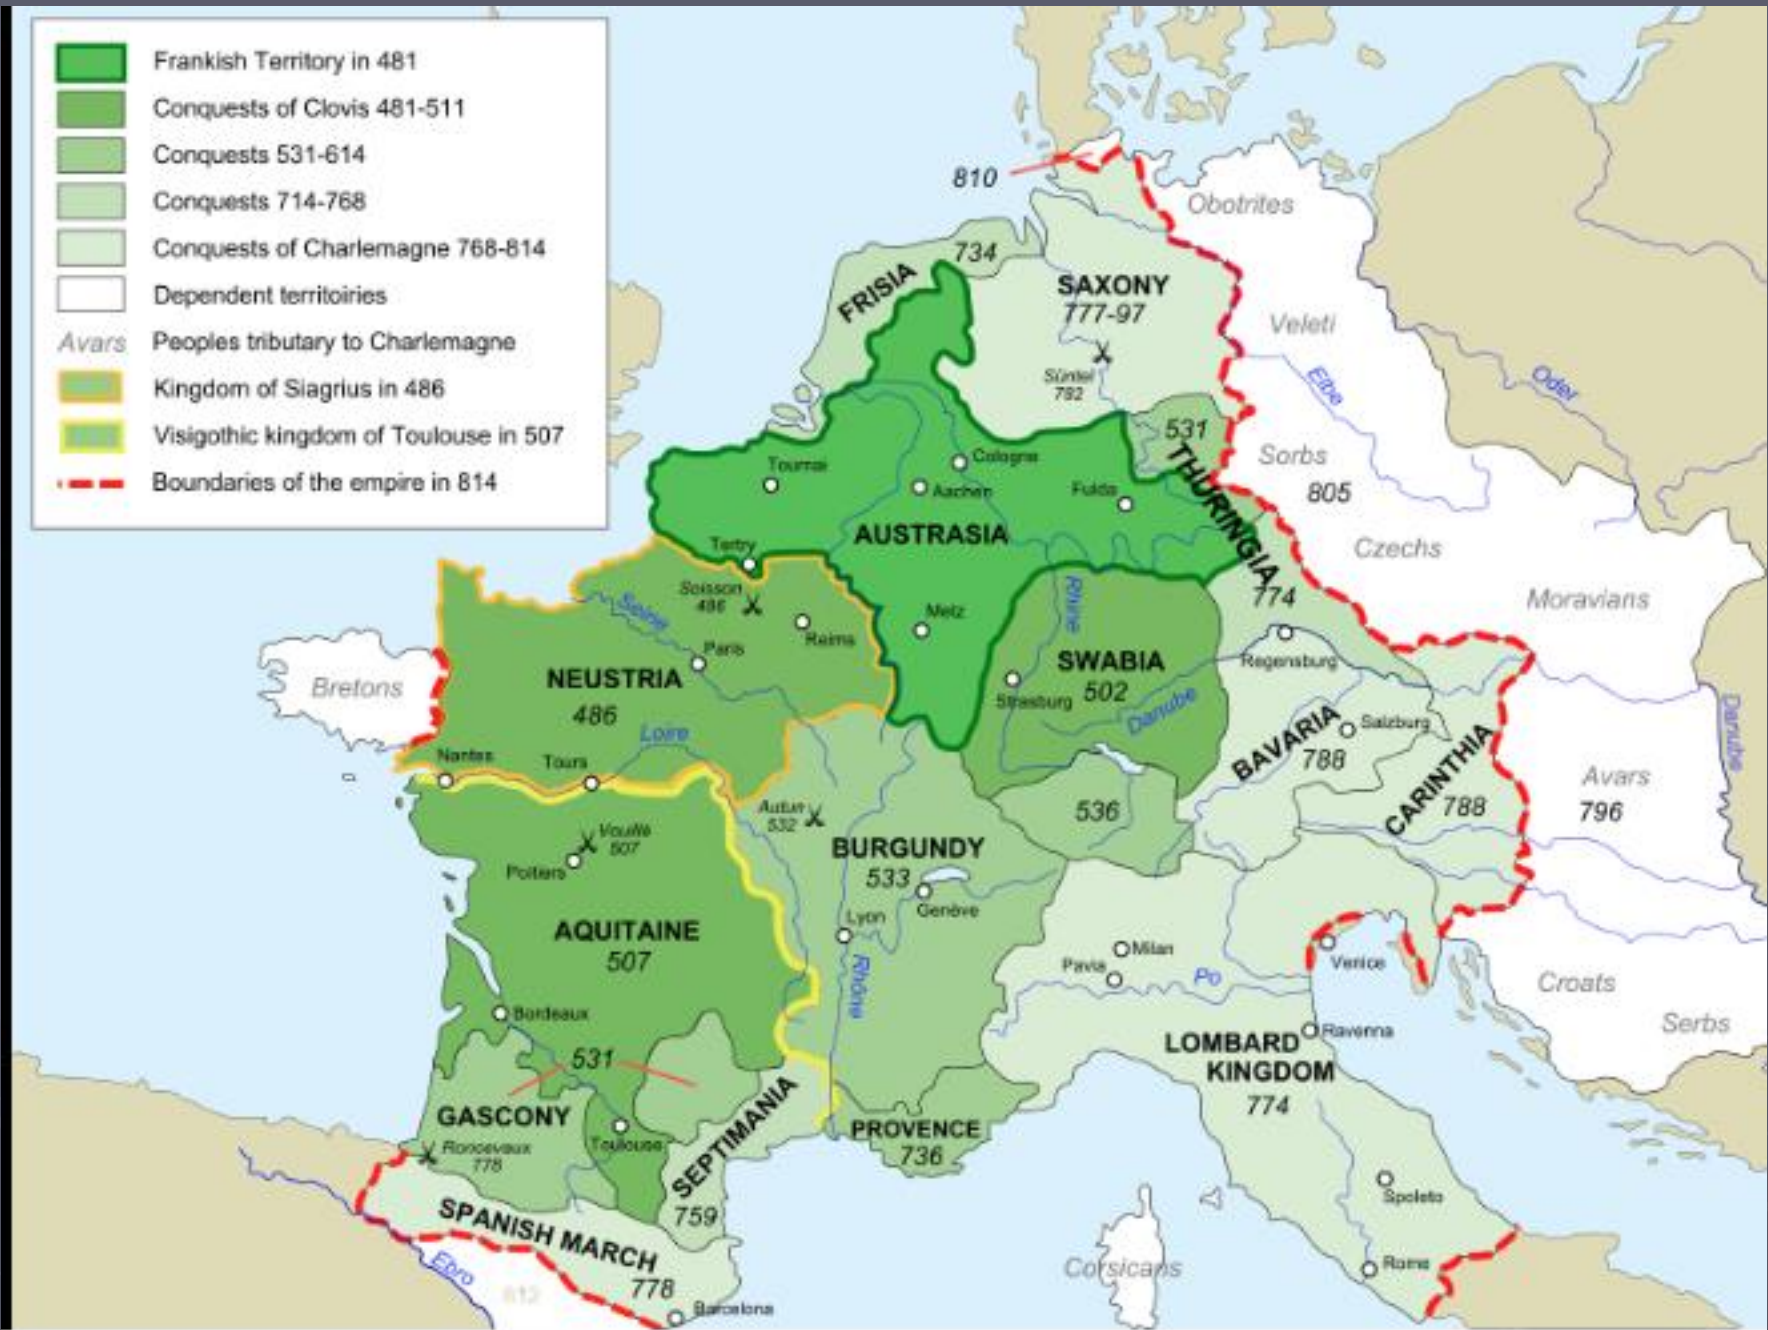 Frankish Territory in 481
Conquests of Clovis 481-511
Conquests 531-614
Conquests 714-768
Conquests of Charlemagne 768-814
Dependent territoiries
Avars Peoples tributary to Charlemagne
Kingdom of Siagrius in 486
Visigothic kingdom of Toulouse in 507
Boundaries of the empire in 814
810
Obotrites
734
FRISIA
SAXONY
777-97
Veleti
Elbe
Oder
Süntel
782
531
THURINGIA
Sorbs
805
Tournai
Cologne
Aachen
Fulda
AUSTRASIA
Tertry
Czechs
Soisson
486
Seine
Rhine
774
Moravians
Metz
Reims
Paris
Bretons
NEUSTRIA
486
SWABIA
502
Strasburg
Danube
Regensburg
Loire
Nantes
Tours
BAVARIA
788
Salzburg
CARINTHIA
788
Danube
Avars
796
Autun
532
536
Vouillé
507
Poitiers
BURGUNDY
533
Genève
Lyon
AQUITAINE
507
Rhône
Milan
Pavia
Po
Venice
Croats
Serbs
Bordeaux
Ravenna
531
LOMBARD
KINGDOM
774
GASCONY
Toulouse
Roncevaux
778
SEPTIMANIA
759
PROVENCE
736
Spoleto
SPANISH MARCH
778
Ebro
812
Barcelona
Corsicans
Rome